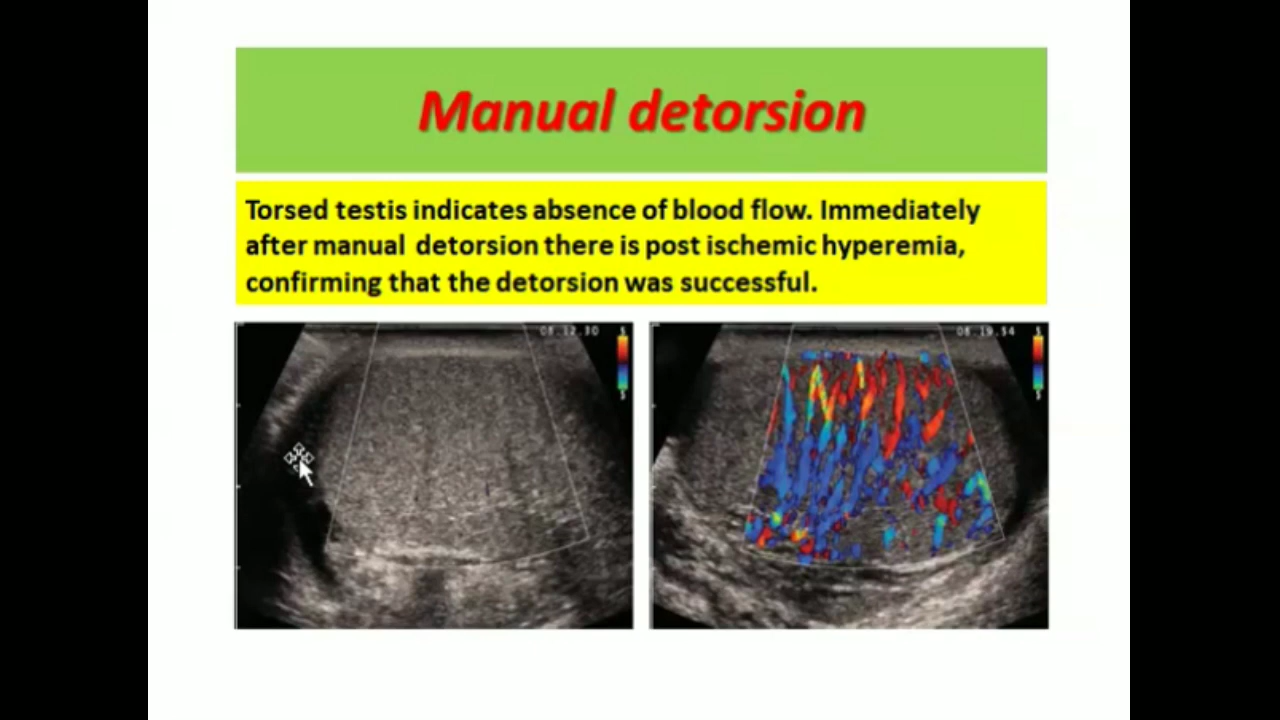 Manual detorsion
Torsed testis indicates absence of blood flow. Immediately
after manual detorsion there is post ischemic hyperemia,
confirming that the detorsion was successful.